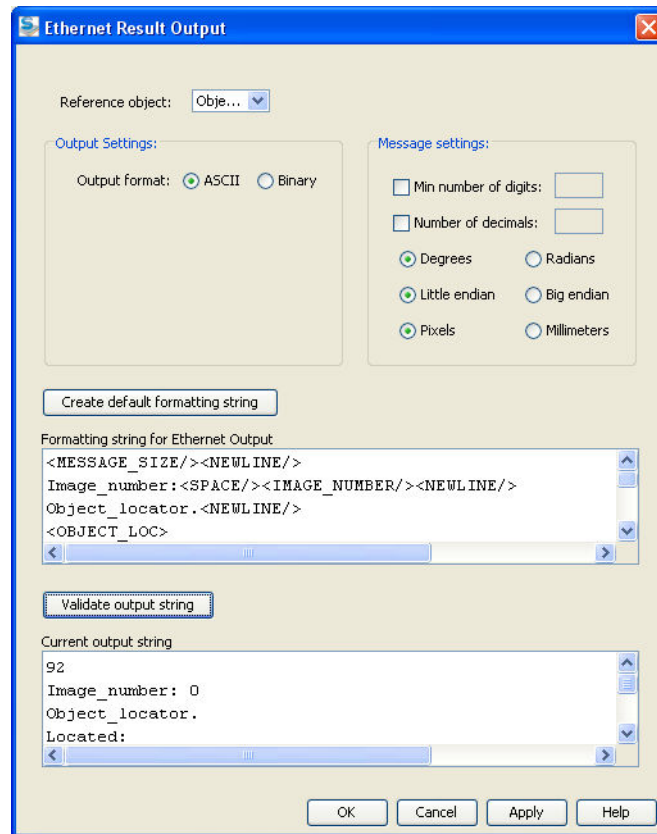 Ethernet Result Output
Reference object: Obje...
Output Settings:
Output format: ASCII Binary
Message settings:
Min number of digits:
Number of decimals:
Degrees Radians
Little endian Big endian
Pixels Millimeters
Create default formatting string
Formatting string for Ethernet Output
<MESSAGE_SIZE/><NEWLINE/>
Image_number:<SPACE/><IMAGE_NUMBER/><NEWLINE/>
Object_locator.<NEWLINE/>
<OBJECT_LOC>
Validate output string
Current output string
92
Image_number: 0
Object_locator.
Located:
OK Cancel Apply Help